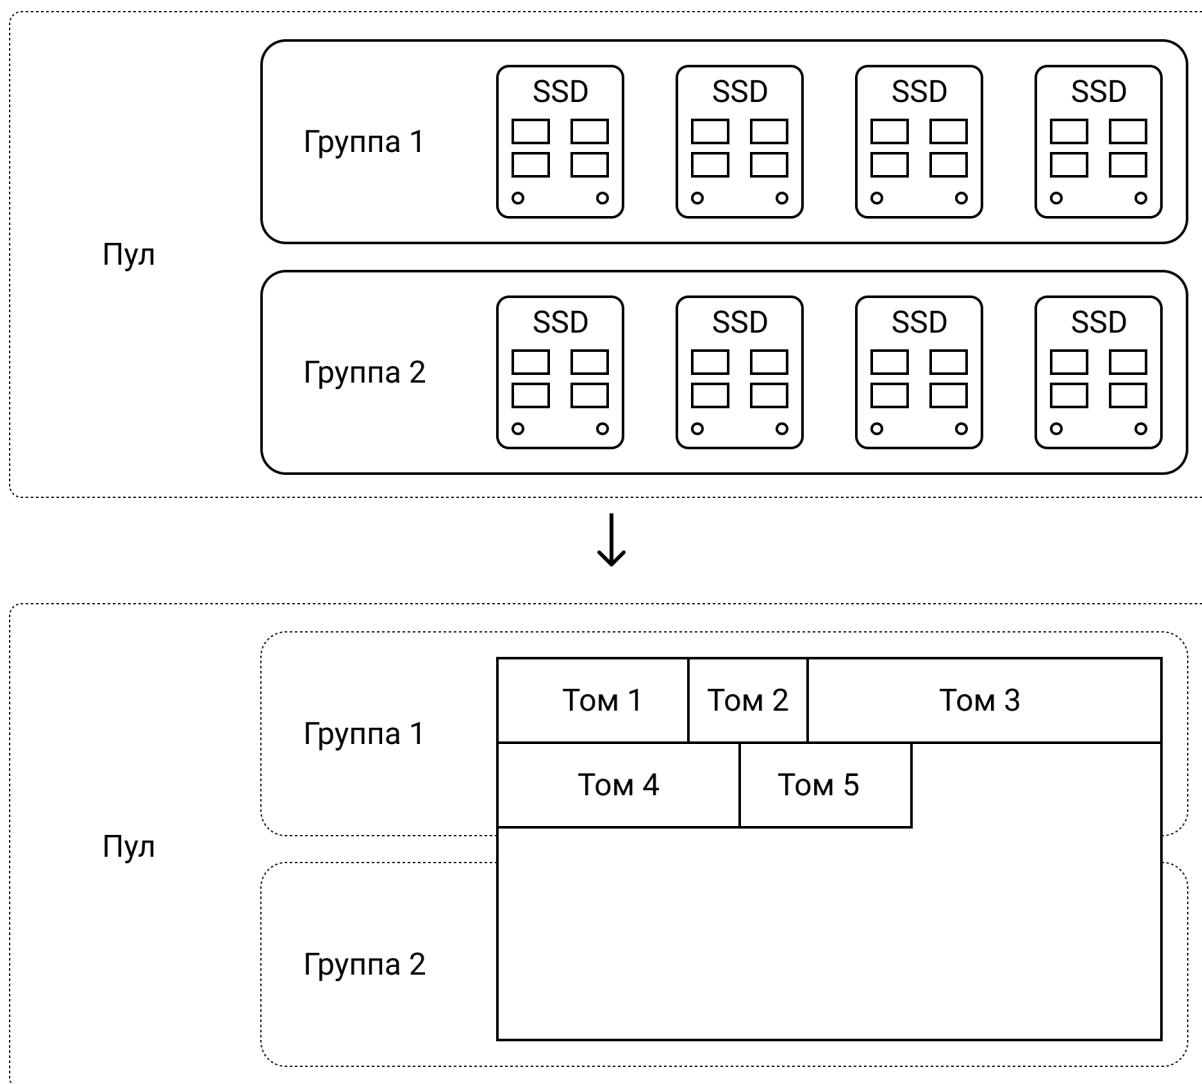 SSD SSD SSD SSD
Группа 1
Пул
SSD SSD SSD SSD
Группа 2
Том 1 Том 2 Том 3
Группа 1
Том 4 Том 5
Пул
Группа 2